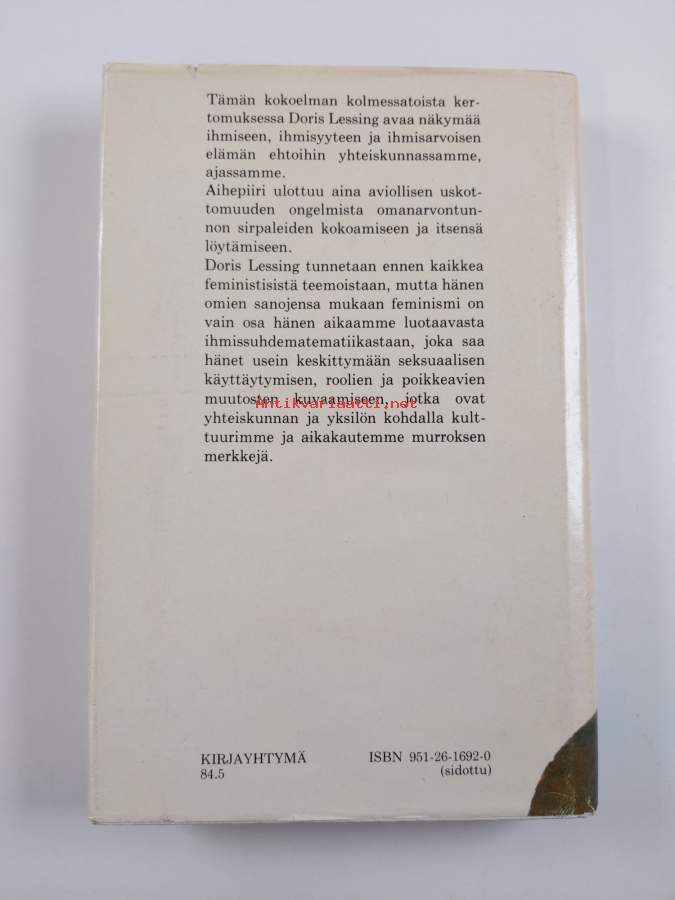 Tämän kokoelman kolmessatoista ker-
tomuksessa Doris Lessing avaa näkymää
ihmiseen, ihmisyyteen ja ihmisarvoisen
elämän ehtoihin yhteiskunnassamme,
ajassamme.
Aihepiiri ulottuu aina aviollisen uskot-
tomuuden ongelmista omanarvontun-
non sirpaleiden kokoamiseen ja itsensä
löytämiseen.
Doris Lessing tunnetaan ennen kaikkea
feministisistä teemoistaan, mutta hänen
omien sanojensa mukaan feminismi on
vain osa hänen aikaamme luotaavasta
ihmissuhdematematiikastaan, joka saa
hänet usein keskittymään seksuaalisen
käyttäytymisen, roolien ja poikkeavien
muutosten kuvaamiseen, jotka ovat
Antikvariaatti.net
yhteiskunnan ja yksilön kohdalla kult-
tuurimme ja aikakautemme murroksen
merkkejä.
KIRJAYHTYMÄ ISBN 951-26-1692-0
84.5 (sidottu)